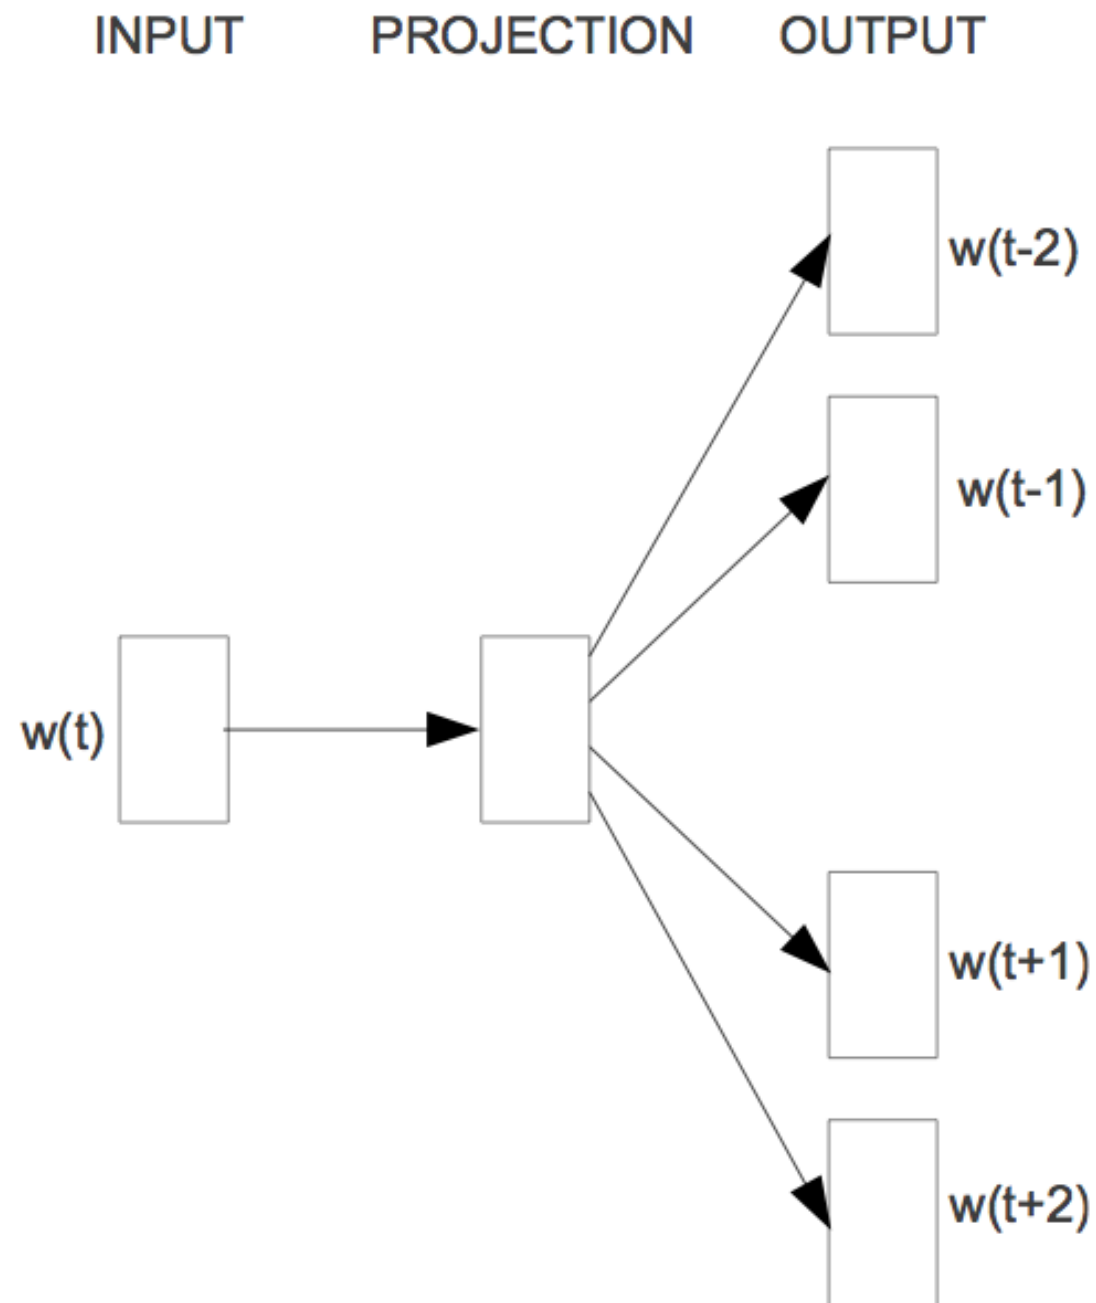 INPUT PROJECTION OUTPUT
w(t-2)
w(t-1)
w(t)
w(t+1)
w(t+2)